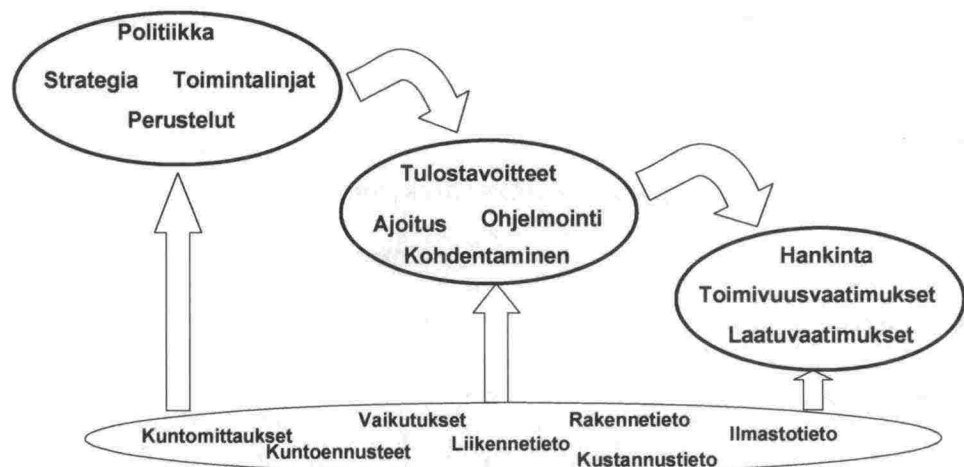 Politiikka
Strategia Toimintalinjat
Perustelut
Tulostavoitteet
Ajoitus Ohjelmointi
Kohdentaminen
Hankinta
Toimivuusvaatimukset
Laatuvaatimukset
Vaikutukset Rakennetieto
Kuntomittaukset Liikennetieto Ilmastotieto
Kuntoennusteet Kustannustieto